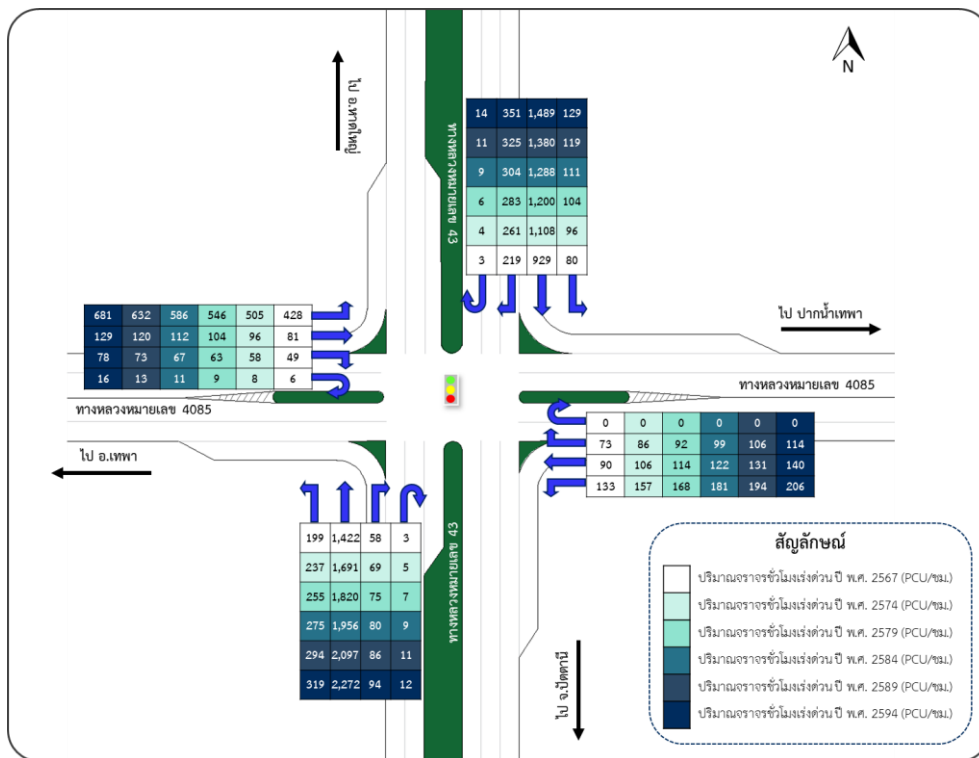 N
ไป อ.หาดใหญ่
ทางหลวงหมายเลข 43
14 351 1,489 129
11 325 1,380 119
9 304 1,288 111
6 283 1,200 104
4 261 1,108 96
3 219 929 80
681 632 586 546 505 428
129 120 112 104 96 81
78 73 67 63 58 49
16 13 11 9 8 6
ไป ปากน้ำเทพา
ทางหลวงหมายเลข 4085
ทางหลวงหมายเลข 4085
0 0 0 0 0 0
73 86 92 99 106 114
90 106 114 122 131 140
133 157 168 181 194 206
ไป อ.เทพา
199 1,422 58 3
237 1,691 69 5
255 1,820 75 7
275 1,956 80 9
294 2,097 86 11
319 2,272 94 12
ทางหลวงหมายเลข 43
ไป จ.ปัตตานี
สัญลักษณ์
ปริมาณจราจรชั่วโมงเร่งด่วน ปี พ.ศ. 2567 (PCU/ชม.)
ปริมาณจราจรชั่วโมงเร่งด่วน ปี พ.ศ. 2574 (PCU/ชม.)
ปริมาณจราจรชั่วโมงเร่งด่วน ปี พ.ศ. 2579 (PCU/ชม.)
ปริมาณจราจรชั่วโมงเร่งด่วน ปี พ.ศ. 2584 (PCU/ชม.)
ปริมาณจราจรชั่วโมงเร่งด่วน ปี พ.ศ. 2589 (PCU/ชม.)
ปริมาณจราจรชั่วโมงเร่งด่วน ปี พ.ศ. 2594 (PCU/ชม.)